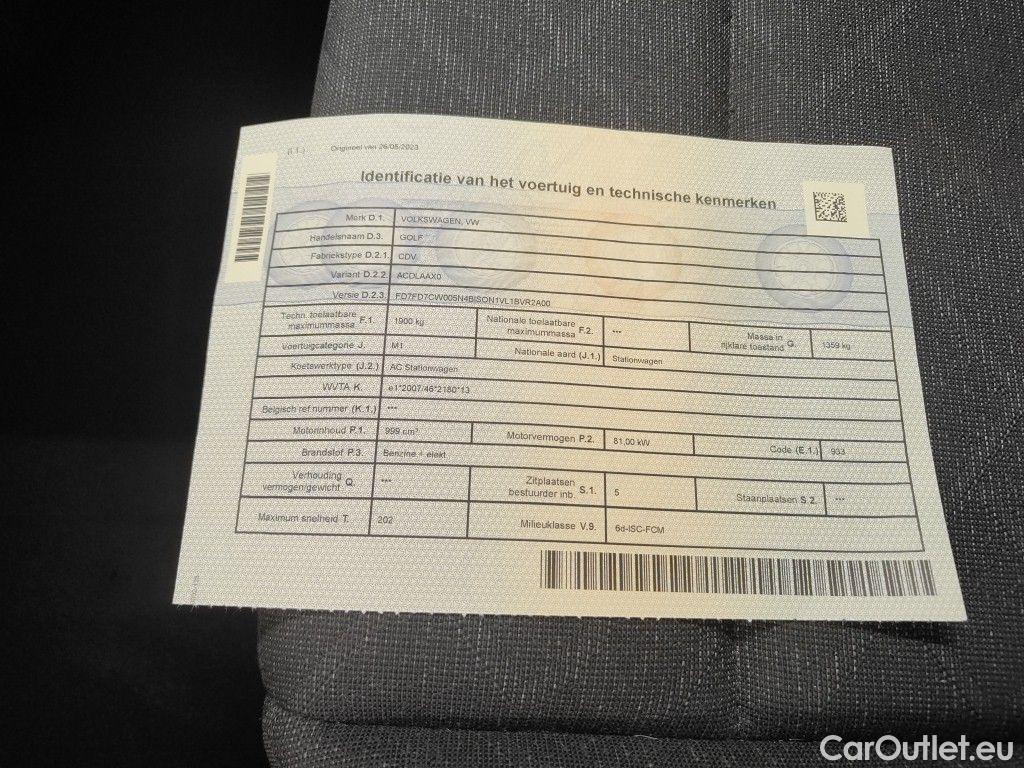 (I.1.) Origineel van 26/05/2023
Identificatie van het voertuig en technische kenmerken
Merk D.1. VOLKSWAGEN, VW
Handelsnaam D.3. GOLF
Fabriekstype D.2.1. CDV
Variant D.2.2. ACDLAAX0
Versie D.2.3. FD7FD7CW005N4BISON1VL1BVR2A00
Techn. toelaatbare maximummassa F.1. 1900 kg Nationale toelaatbare maximummassa F.2. *** Massa in rijklare toestand G. 1359 kg
Voertuigcategorie J. M1 Nationale aard (J.1.) Stationwagen
Koetswerktype (J.2.) AC Stationwagen
WVTA K. e1*2007/46*2180*13
Belgisch ref nummer (K.1.) ***
Motorinhoud P.1. 999 cm³ Motorvermogen P.2. 81,00 kW Code (E.1.) 933
Brandstof P.3. Benzine + elekt.
Verhouding vermogen/gewicht Q. *** Zitplaatsen bestuurder inb. S.1. 5 Staanplaatsen S.2. ***
Maximum snelheid T. 202 Milieuklasse V.9. 6d-ISC-FCM
CarOutlet.eu